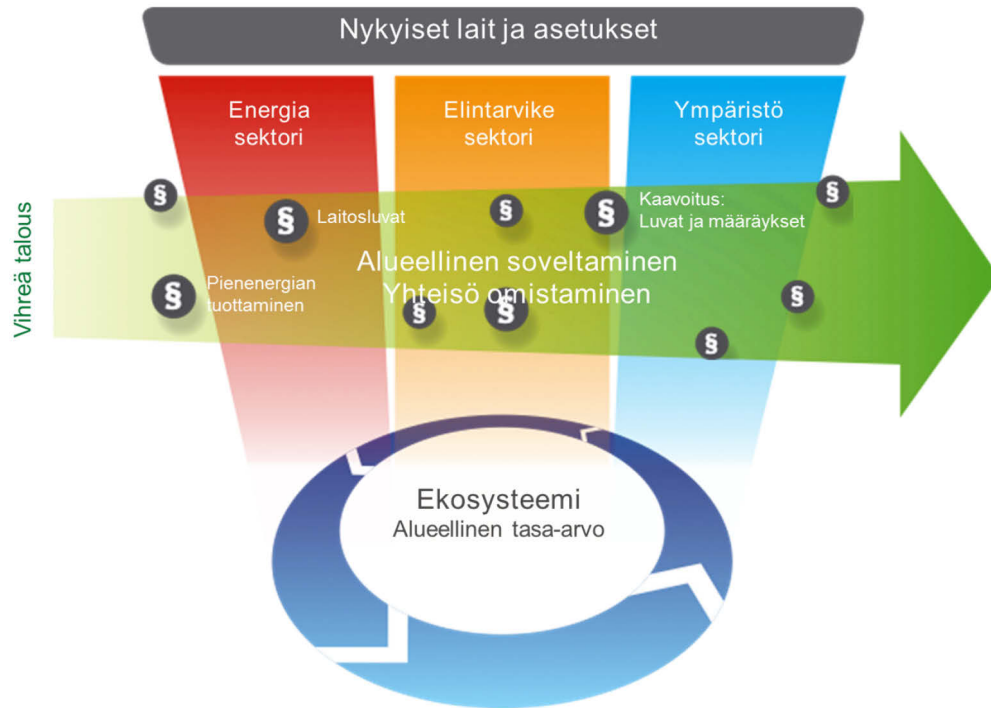 Nykyiset lait ja asetukset
Energia
sektori
Elintarvike
sektori
Ympäristö
sektori
Vihreä talous
§
§
Laitosluvat
§
§
Kaavoitus:
Luvat ja määräykset
§
Alueellinen soveltaminen
Yhteisö omistaminen
§
Pienenergian
tuottaminen
§
§
§
§
Ekosysteemi
Alueellinen tasa-arvo